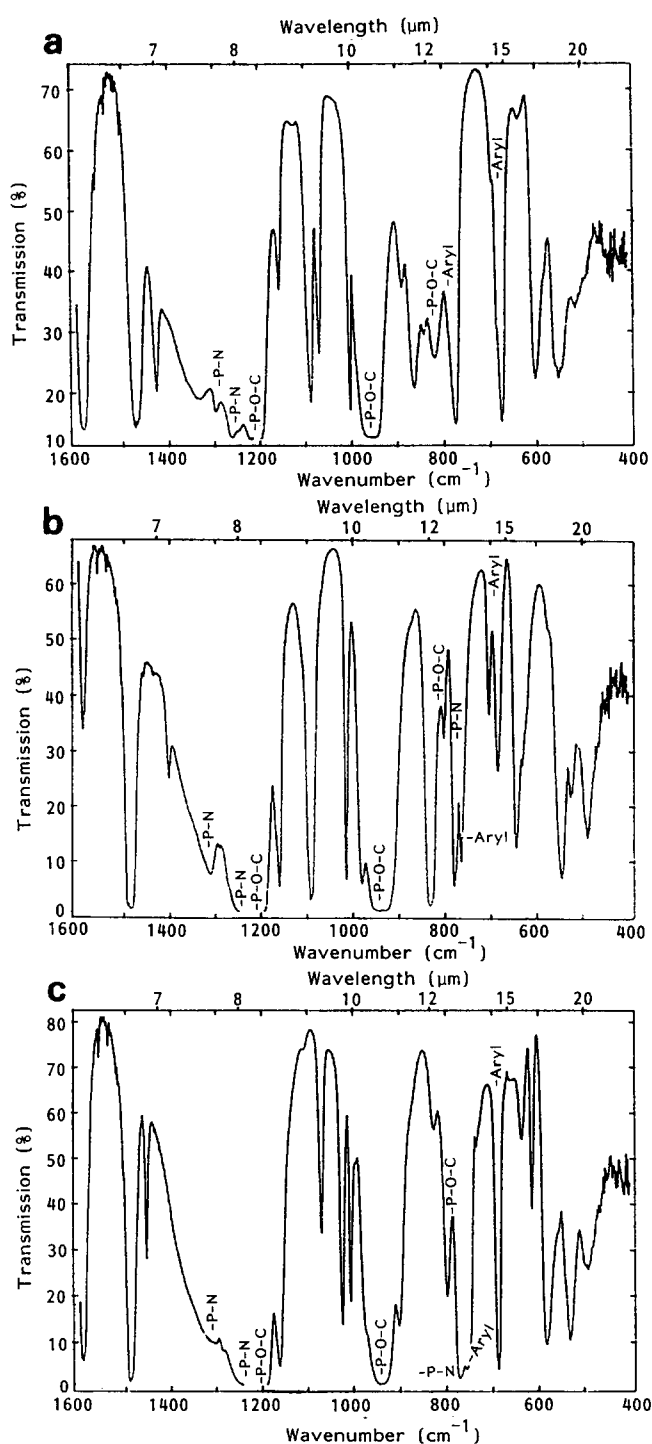 a
Wavelength (µm)
7 8 10 12 15 20
Transmission (%)
70
60
50
40
30
20
10
-P-N
-P-N
-P-O-C
-P-O-C
-P-O-C
-Aryl
-Aryl
1600 1400 1200 1000 800 600 400
Wavenumber (cm⁻¹)
b
Wavelength (µm)
7 8 10 12 15 20
Transmission (%)
60
50
40
30
20
10
0
-P-N
-P-N
-P-O-C
-P-O-C
-P-O-C
-P-N
-Aryl
-Aryl
1600 1400 1200 1000 800 600 400
Wavenumber (cm⁻¹)
c
Wavelength (µm)
7 8 10 12 15 20
Transmission (%)
80
70
60
50
40
30
20
10
0
-P-N
-P-N
-P-O-C
-P-O-C
-P-N
-P-O-C
-Aryl
-Aryl
1600 1400 1200 1000 800 600 400
Wavenumber (cm⁻¹)